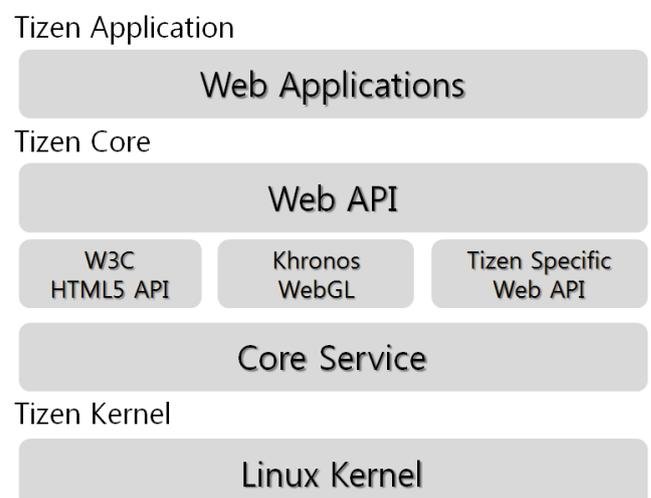 Tizen Application
Web Applications
Tizen Core
Web API
W3C
HTML5 API
Khronos
WebGL
Tizen Specific
Web API
Core Service
Tizen Kernel
Linux Kernel